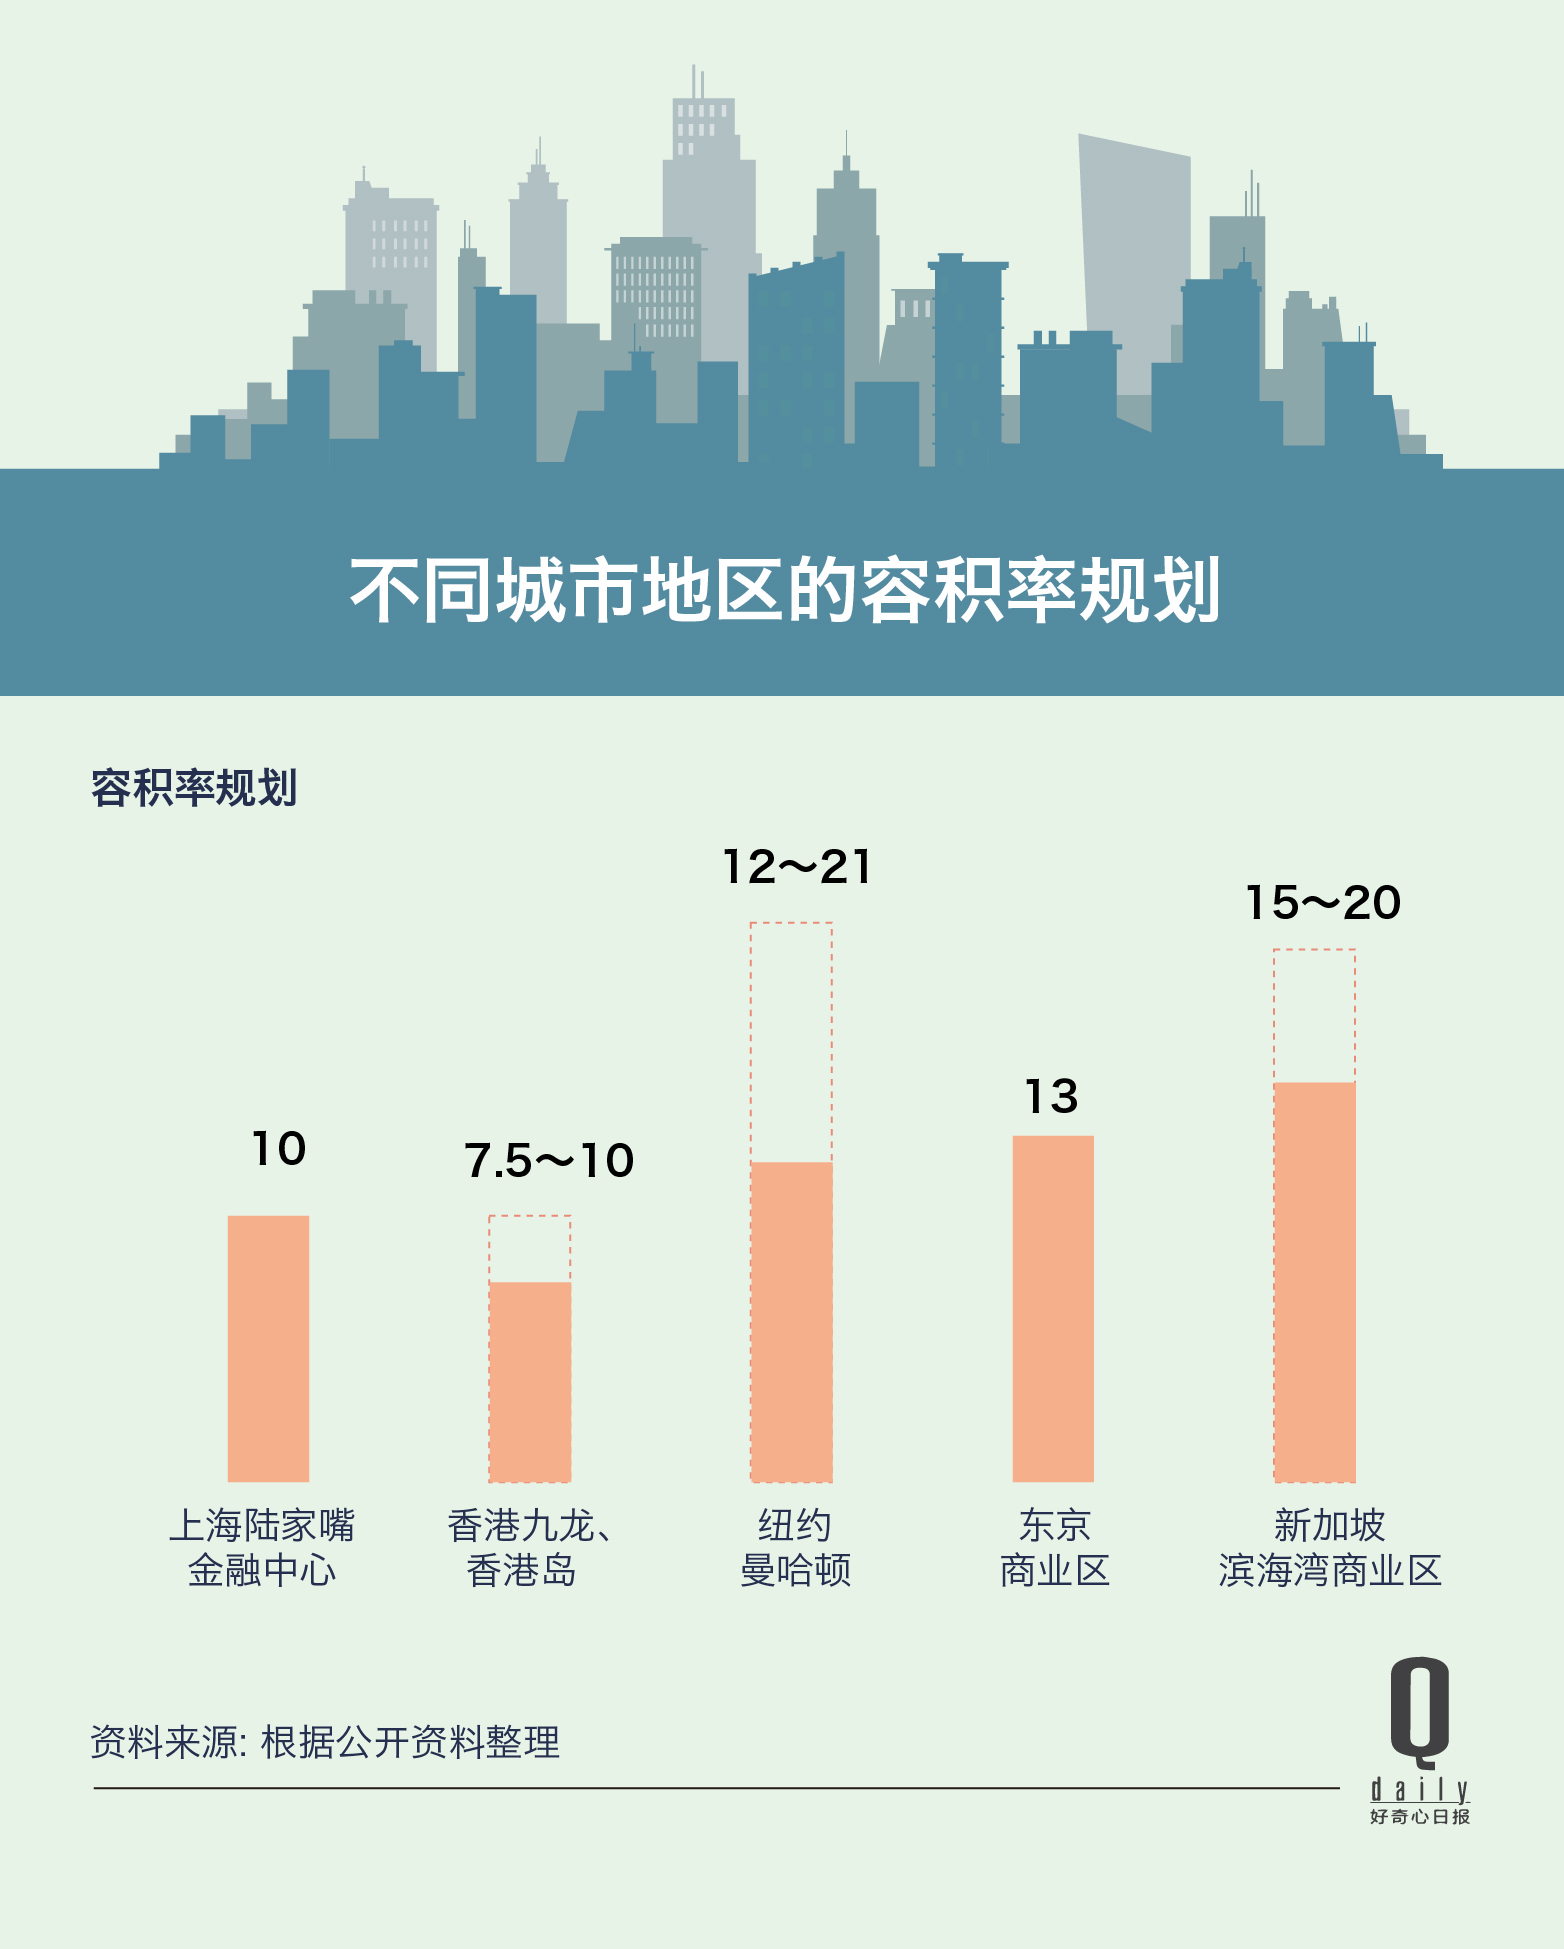 不同城市地区的容积率规划
容积率规划
12～21
15～20
13
10
7.5～10
上海陆家嘴
金融中心
香港九龙、
香港岛
纽约
曼哈顿
东京
商业区
新加坡
滨海湾商业区
资料来源: 根据公开资料整理
Q
daily
好奇心日报